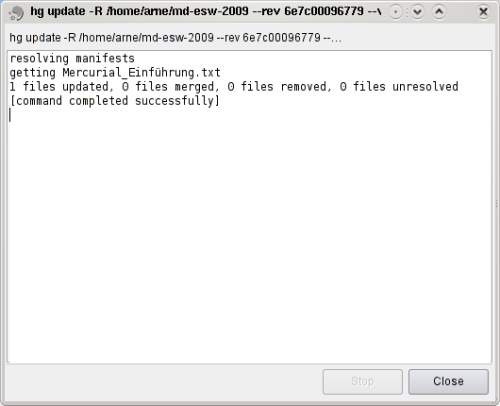 hg update -R /home/arne/md-esw-2009 --rev 6e7c00096779 --v
hg update -R /home/arne/md-esw-2009 --rev 6e7c00096779 --...
resolving manifests
getting Mercurial_Einführung.txt
1 files updated, 0 files merged, 0 files removed, 0 files unresolved
[command completed successfully]
Stop
Close